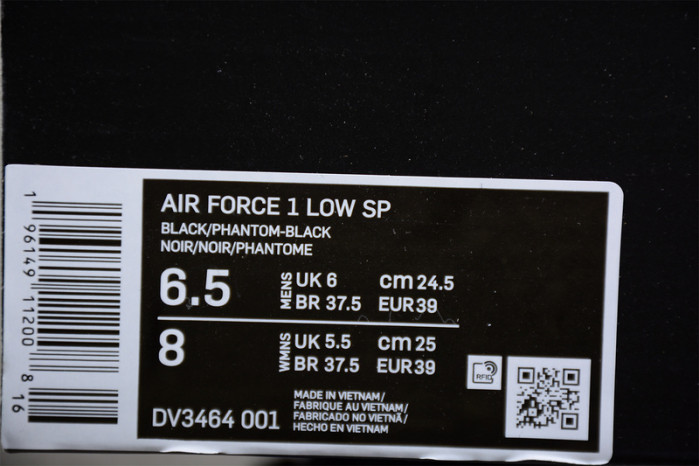 AIR FORCE 1 LOW SP
BLACK/PHANTOM-BLACK
NOIR/NOIR/PHANTOME
6.5 MENS UK 6 cm 24.5
BR 37.5 EUR 39
8 WMNS UK 5.5 cm 25
BR 37.5 EUR 39
RFID
DV3464 001
MADE IN VIETNAM/
FABRIQUE AU VIETNAM/
FABRICADO NO VIETNÃ/
HECHO EN VIETNAM
1 96149 11200 8 16